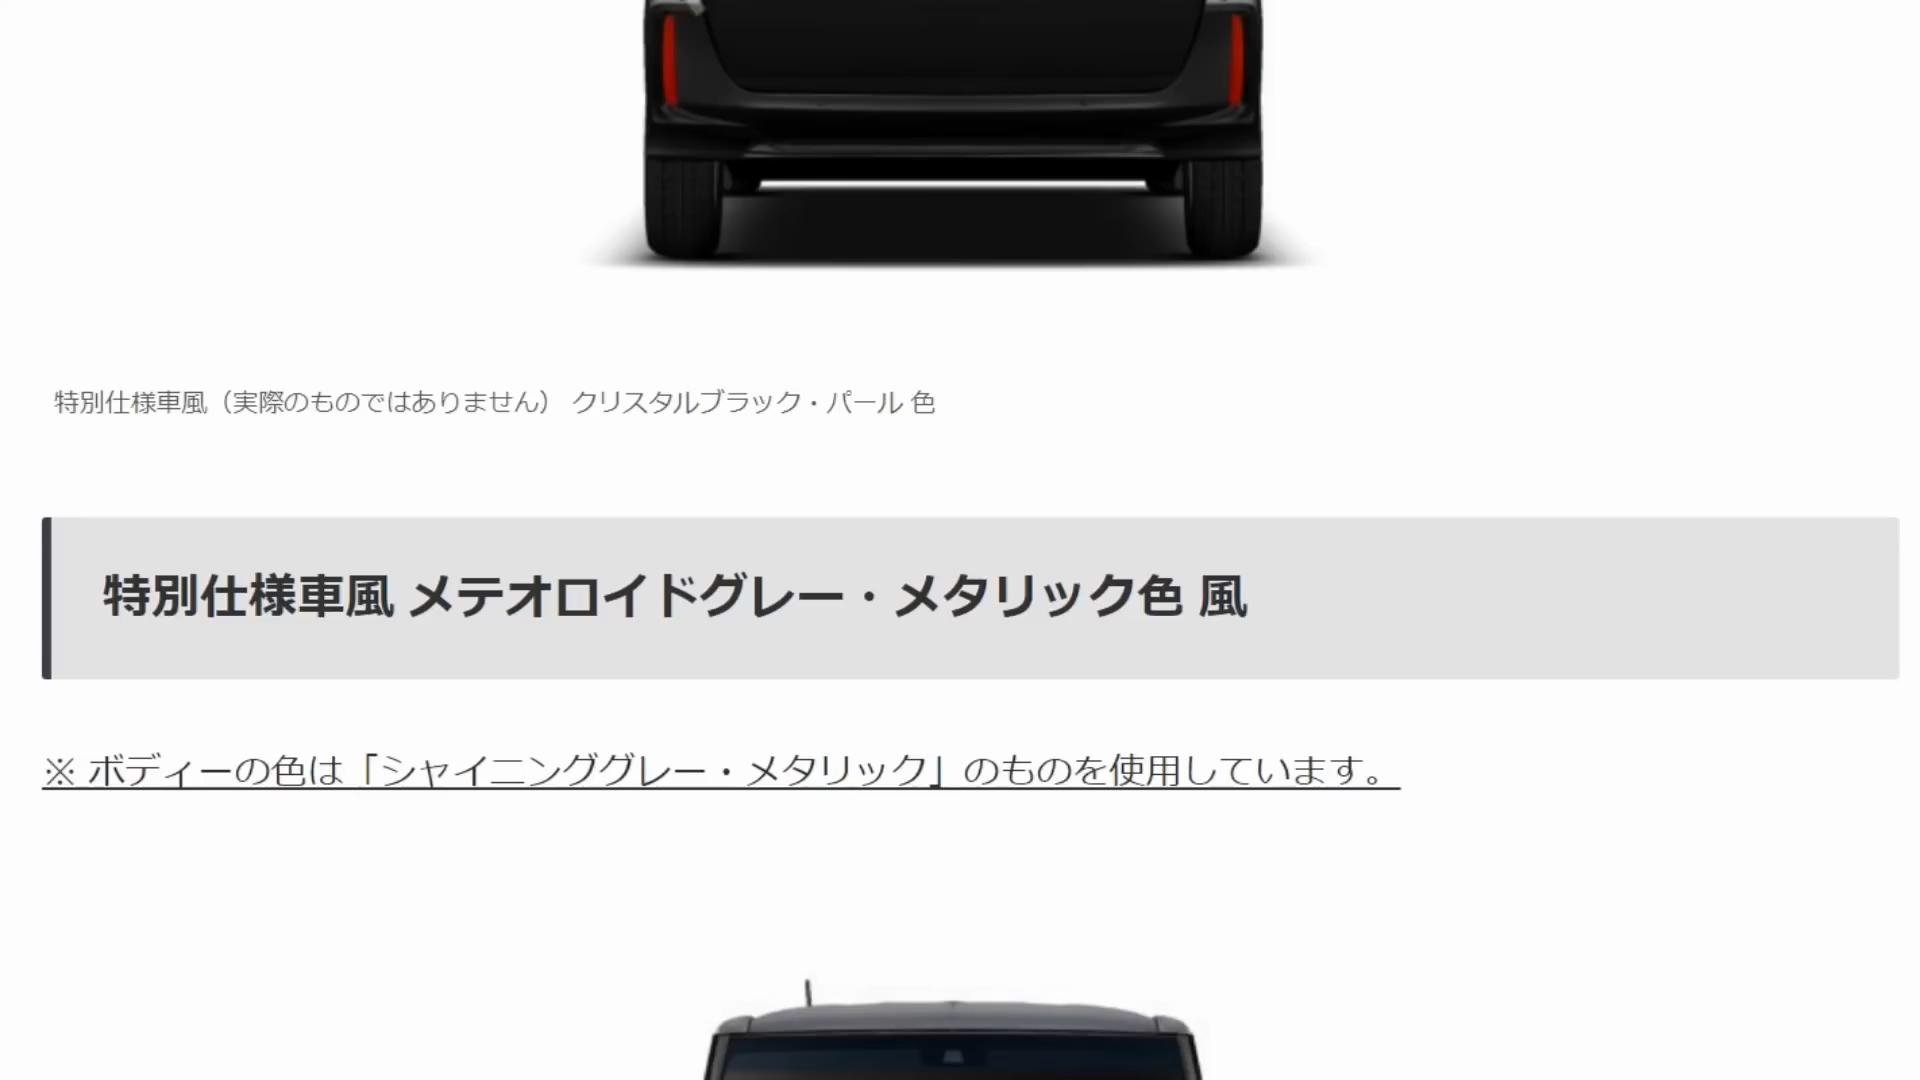 特別仕様車風（実際のものではありません） クリスタルブラック・パール 色
特別仕様車風 メテオロイドグレー・メタリック色 風
※ ボディーの色は「シャイニンググレー・メタリック」のものを使用しています。